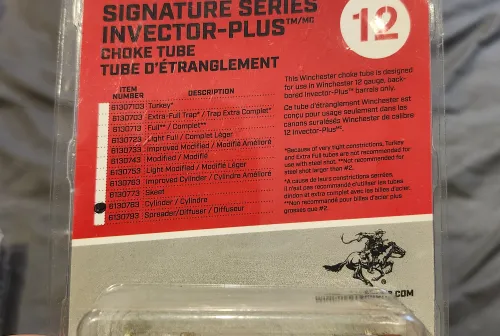 SIGNATURE SERIES
INVECTOR-PLUS™/MC
CHOKE TUBE
TUBE D'ÉTRANGLEMENT
12
ITEM NUMBER DESCRIPTION
6130703 Turkey*
6130703 Extra-Full Trap* / Trap Extra Complet*
6130713 Full** / Complet**
6130723 Light Full / Complet Léger
6130733 Improved Modified / Modifié Amélioré
6130743 Modified / Modifié
6130753 Light Modified / Modifié Léger
6130763 Improved Cylinder / Cylindre Amélioré
6130773 Skeet
6130783 Cylinder / Cylindre
6130793 Spreader/Diffuser / Diffuseur
This Winchester choke tube is designed
for use in Winchester 12 gauge, back-
bored Invector-Plus™ barrels only.
Ce tube d'étranglement Winchester est
conçu pour usage seulement dans les
canons suralésés Winchester de calibre
12 Invector-Plusᴹᶜ.
*Because of very tight constrictions, Turkey
and Extra Full tubes are not recommended for
use with steel shot. **Not recommended for
steel shot larger than #2.
*À cause de leurs constrictions serrées,
il n'est pas recommandé d'utiliser les tubes
dindon et extra complet avec les billes d'acier.
**Non recommandé pour billes d'acier plus
grosses que #2.
.COM